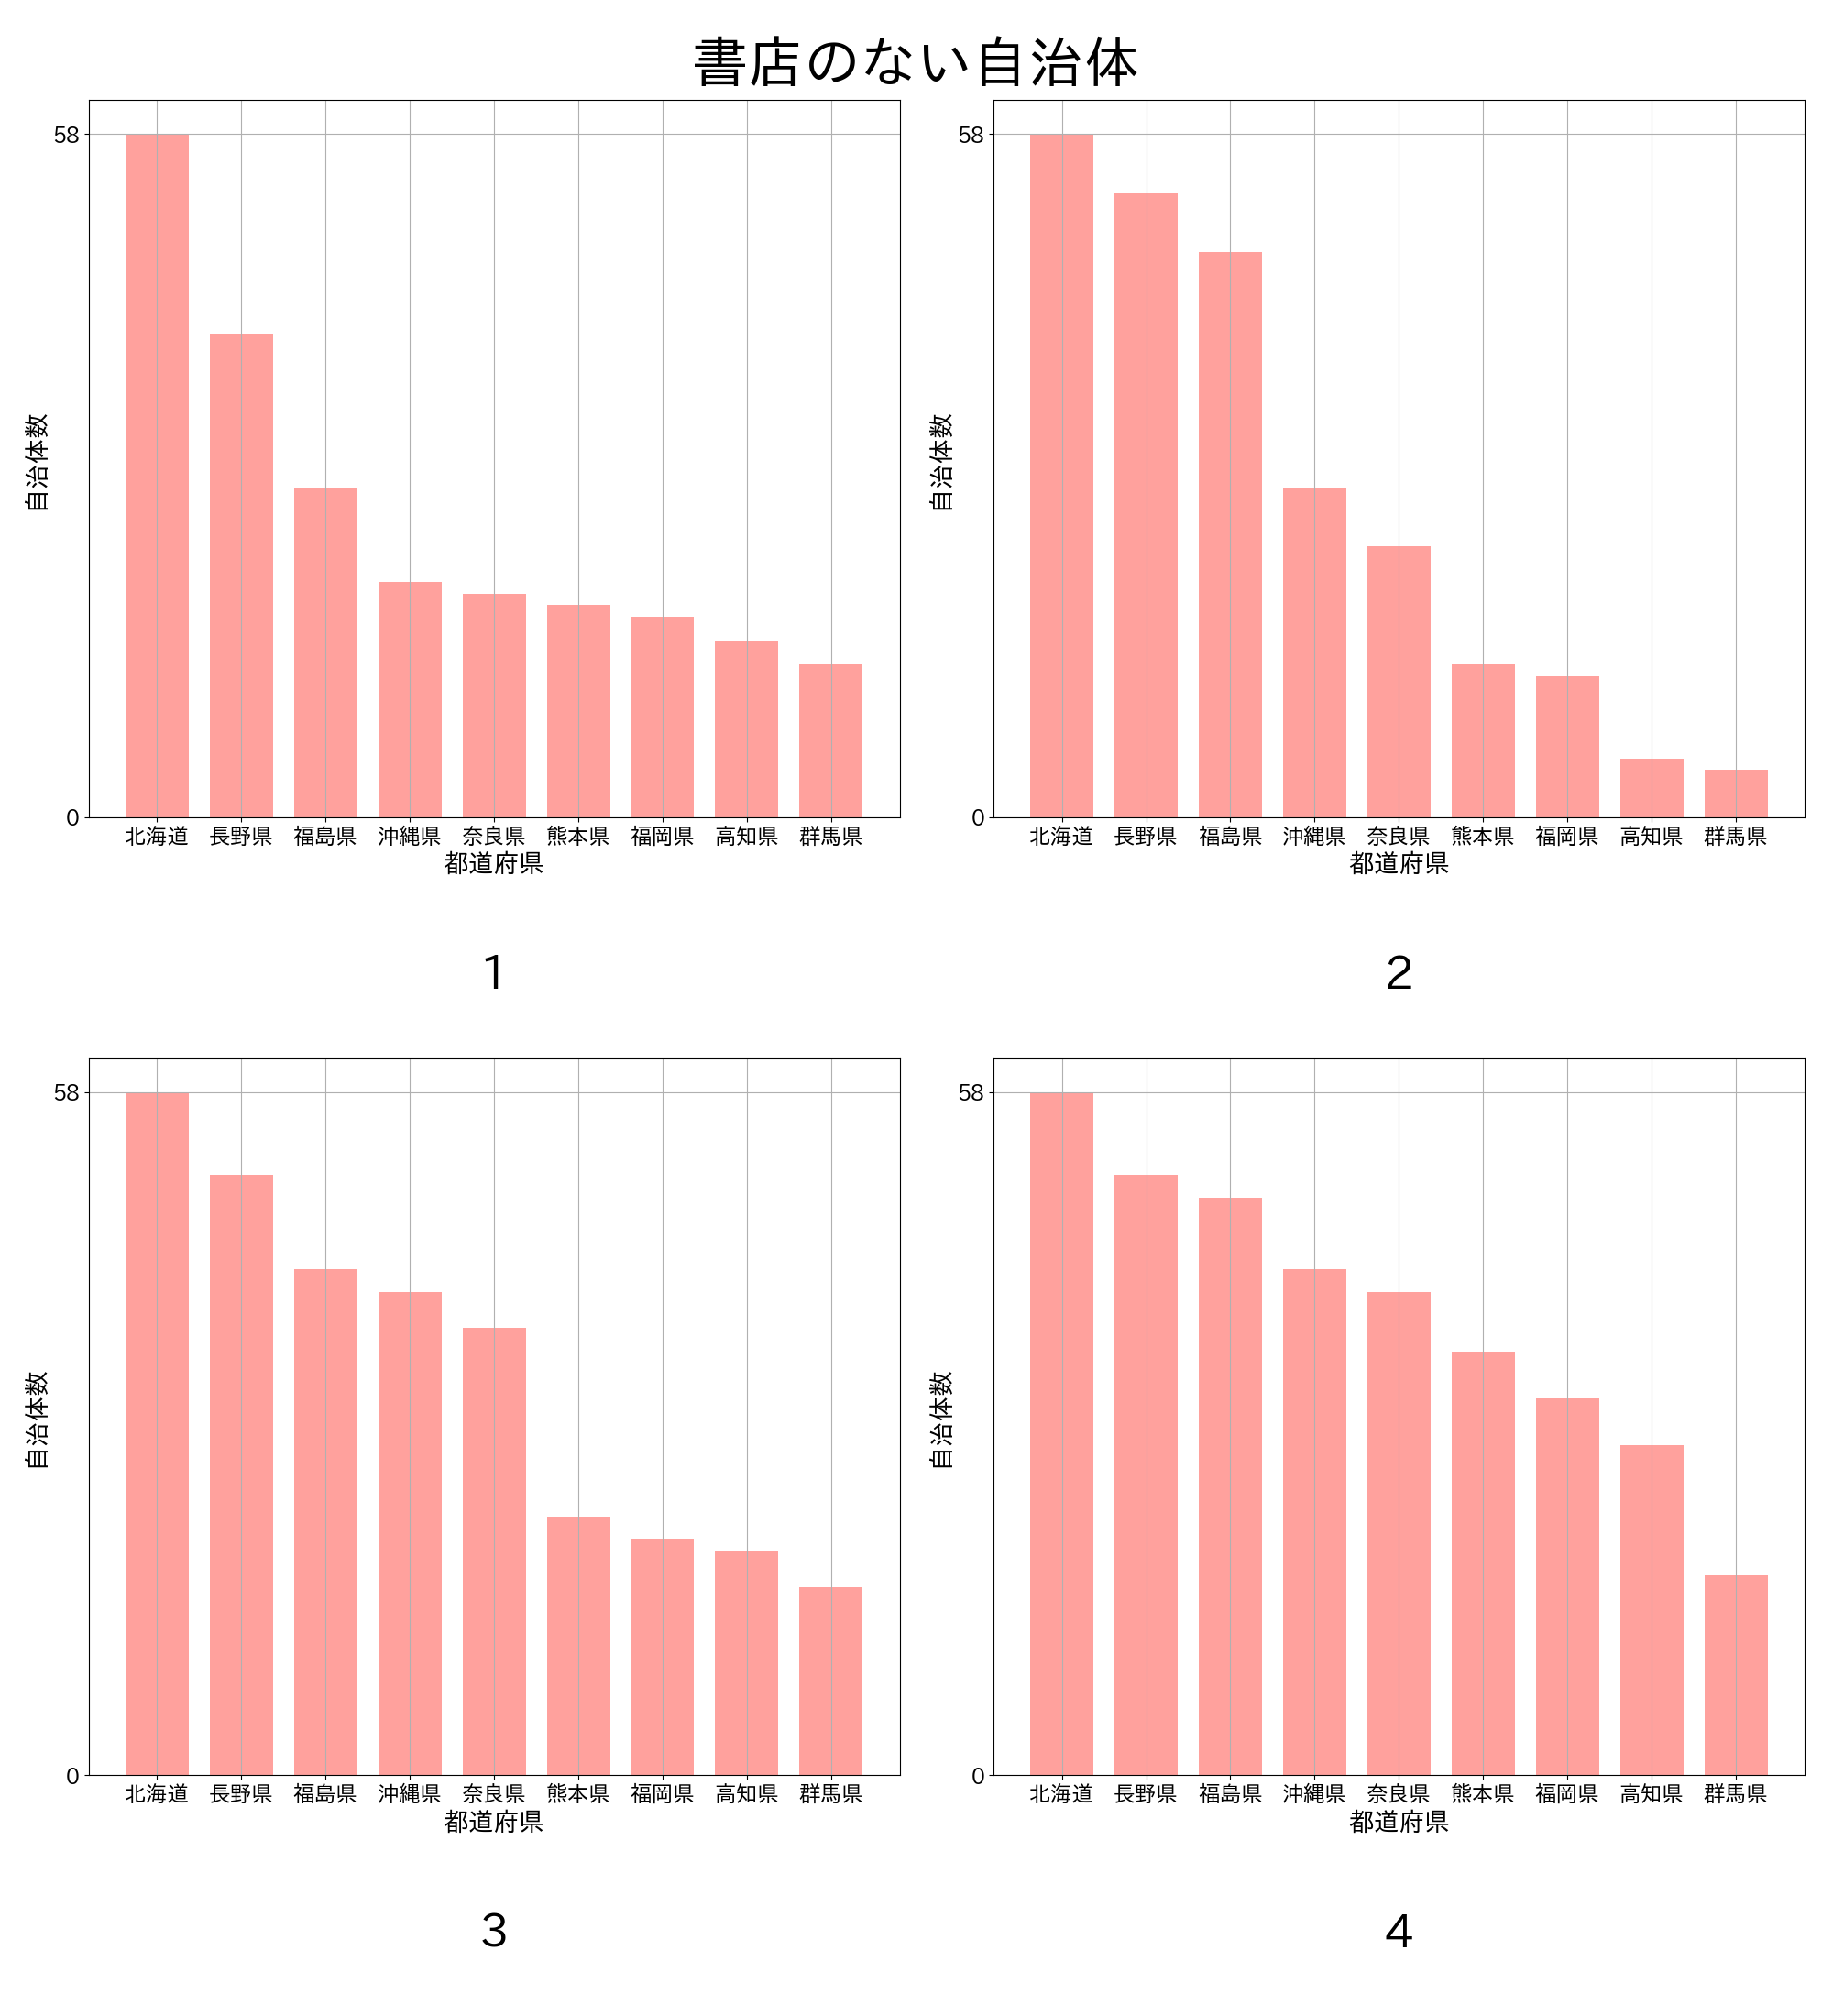 書店のない自治体
58
0
自治体数
北海道 長野県 福島県 沖縄県 奈良県 熊本県 福岡県 高知県 群馬県
都道府県
1
58
0
自治体数
北海道 長野県 福島県 沖縄県 奈良県 熊本県 福岡県 高知県 群馬県
都道府県
2
58
0
自治体数
北海道 長野県 福島県 沖縄県 奈良県 熊本県 福岡県 高知県 群馬県
都道府県
3
58
0
自治体数
北海道 長野県 福島県 沖縄県 奈良県 熊本県 福岡県 高知県 群馬県
都道府県
4